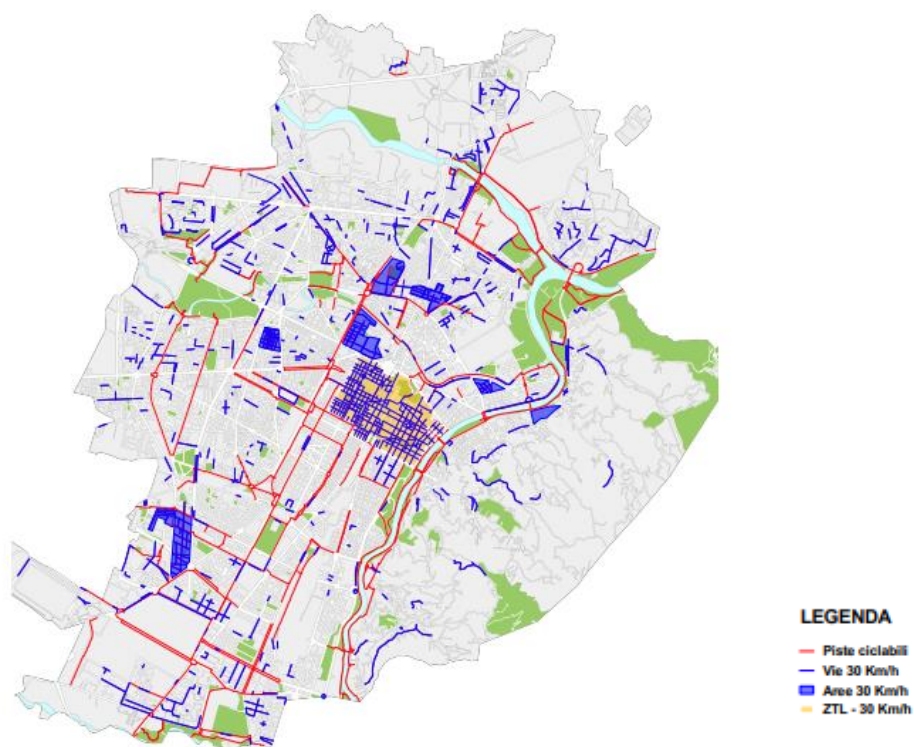 LEGENDA
Piste ciclabili
Vie 30 Km/h
Aree 30 Km/h
ZTL - 30 Km/h